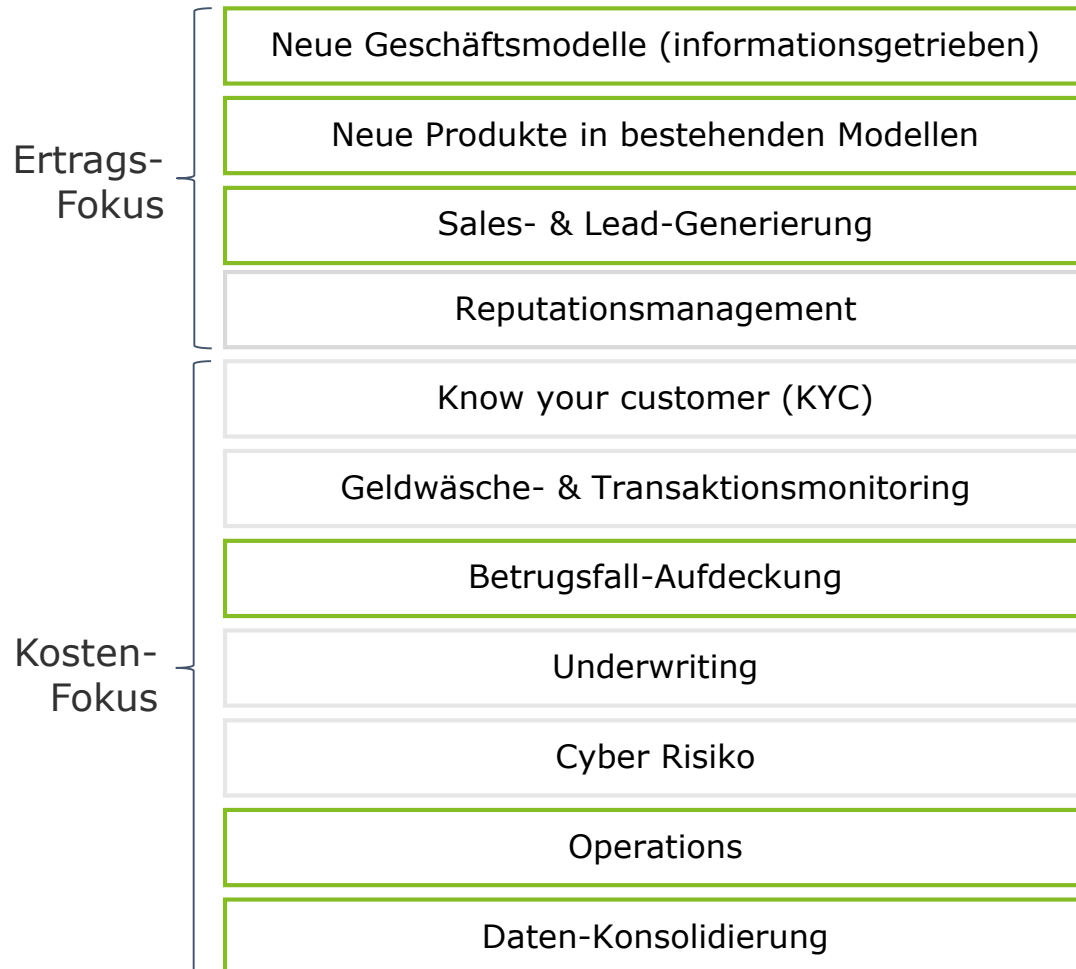 Neue Geschäftsmodelle (informationsgetrieben)
Neue Produkte in bestehenden Modellen
Ertrags-
Fokus
Sales- & Lead-Generierung
Reputationsmanagement
Know your customer (KYC)
Geldwäsche- & Transaktionsmonitoring
Betrugsfall-Aufdeckung
Kosten-
Fokus
Underwriting
Cyber Risiko
Operations
Daten-Konsolidierung